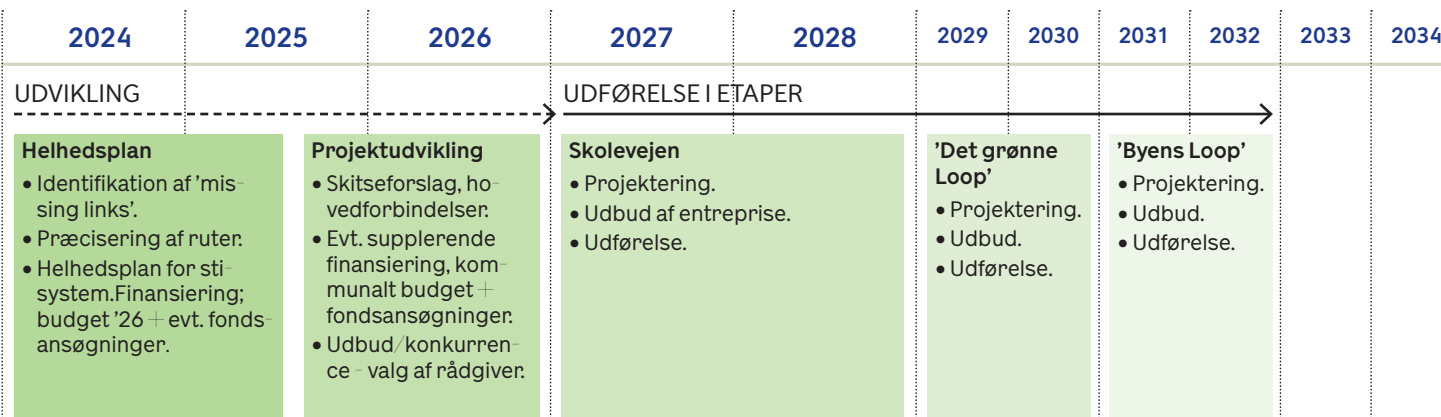 2024 2025 2026 2027 2028 2029 2030 2031 2032 2033 2034
UDVIKLING
UDFØRELSE I ETAPER
Helhedsplan
• Identifikation af ’mis-
sing links’.
• Præcisering af ruter.
• Helhedsplan for sti-
system.Finansiering;
budget ’26 + evt. fonds-
ansøgninger.
Projektudvikling
• Skitseforslag, ho-
vedforbindelser.
• Evt. supplerende
finansiering, kom-
munalt budget +
fondsansøgninger.
• Udbud/konkurren-
ce - valg af rådgiver.
Skolevejen
• Projektering.
• Udbud af entreprise.
• Udførelse.
’Det grønne
Loop’
• Projektering.
• Udbud.
• Udførelse.
’Byens Loop’
• Projektering.
• Udbud.
• Udførelse.